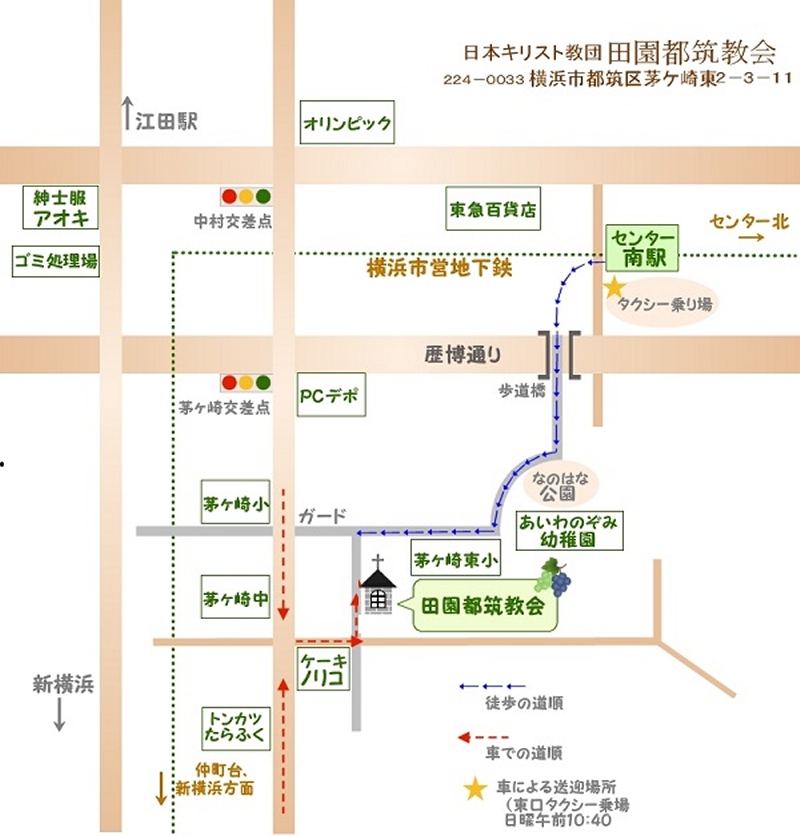 日本キリスト教団 田園都筑教会
224-0033 横浜市都筑区茅ケ崎東2-3-11
江田駅
オリンピック
紳士服
アオキ
中村交差点
東急百貨店
センター北
センター
南駅
ゴミ処理場
横浜市営地下鉄
タクシー乗り場
歴博通り
PCデポ
歩道橋
茅ヶ崎交差点
なのはな
公園
茅ヶ崎小
ガード
あいわのぞみ
幼稚園
茅ヶ崎東小
茅ヶ崎中
田園都筑教会
ケーキ
ノリコ
新横浜
徒歩の道順
トンカツ
たらふく
車での道順
仲町台、
新横浜方面
車による送迎場所
(東口タクシー乗場
日曜午前10:40